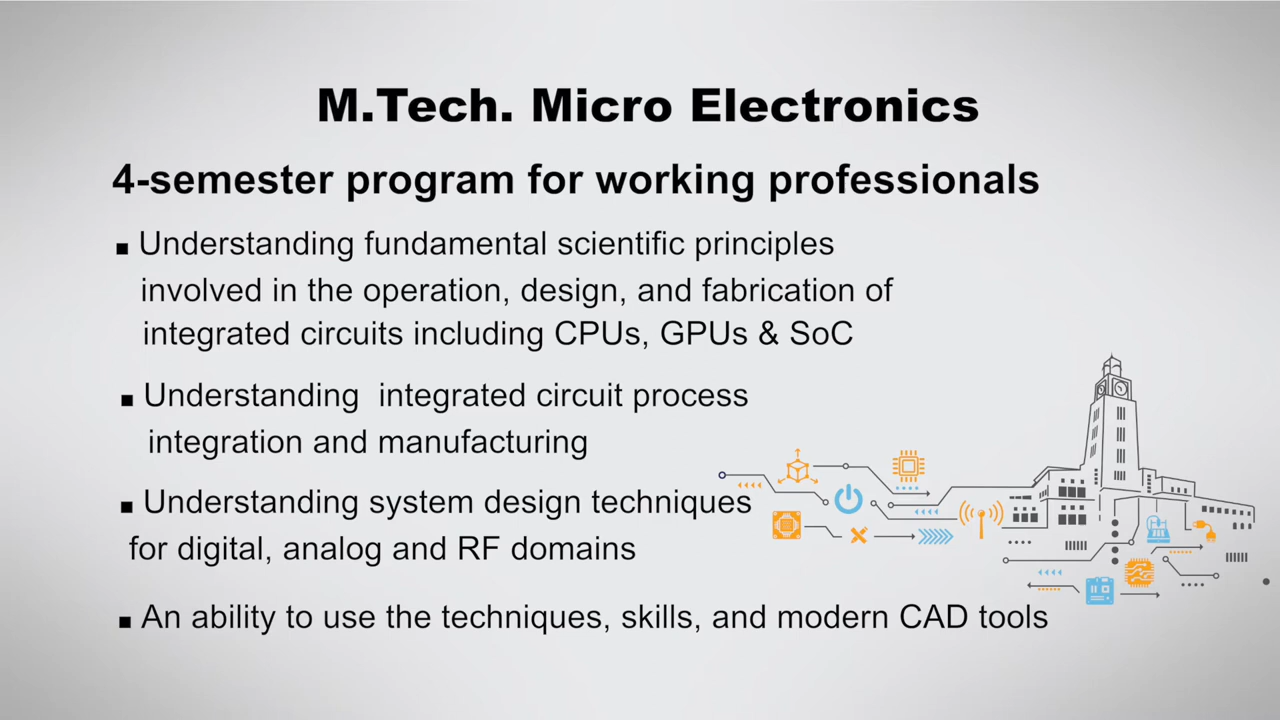 M.Tech. Micro Electronics
4-semester program for working professionals
▪ Understanding fundamental scientific principles
involved in the operation, design, and fabrication of
integrated circuits including CPUs, GPUs & SoC
▪ Understanding integrated circuit process
integration and manufacturing
▪ Understanding system design techniques
for digital, analog and RF domains
▪ An ability to use the techniques, skills, and modern CAD tools